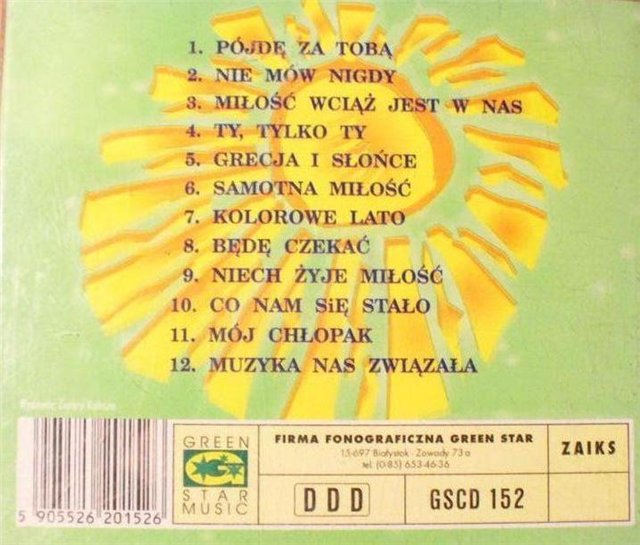 1. PÓJDĘ ZA TOBĄ
2. NIE MÓW NIGDY
3. MIŁOŚĆ WCIĄŻ JEST W NAS
4. TY, TYLKO TY
5. GRECJA I SŁOŃCE
6. SAMOTNA MIŁOŚĆ
7. KOLOROWE LATO
8. BĘDĘ CZEKAĆ
9. NIECH ŻYJE MIŁOŚĆ
10. CO NAM SiĘ STAŁO
11. MÓJ CHŁOPAK
12. MUZYKA NAS ZWIĄZAŁA
5 905526 201526
GREEN
STAR
MUSIC
FIRMA FONOGRAFICZNA GREEN STAR
15-697 Białystok · Zawady 73a
tel: (0-85) 653-46-36
DDD
GSCD 152
ZAIKS